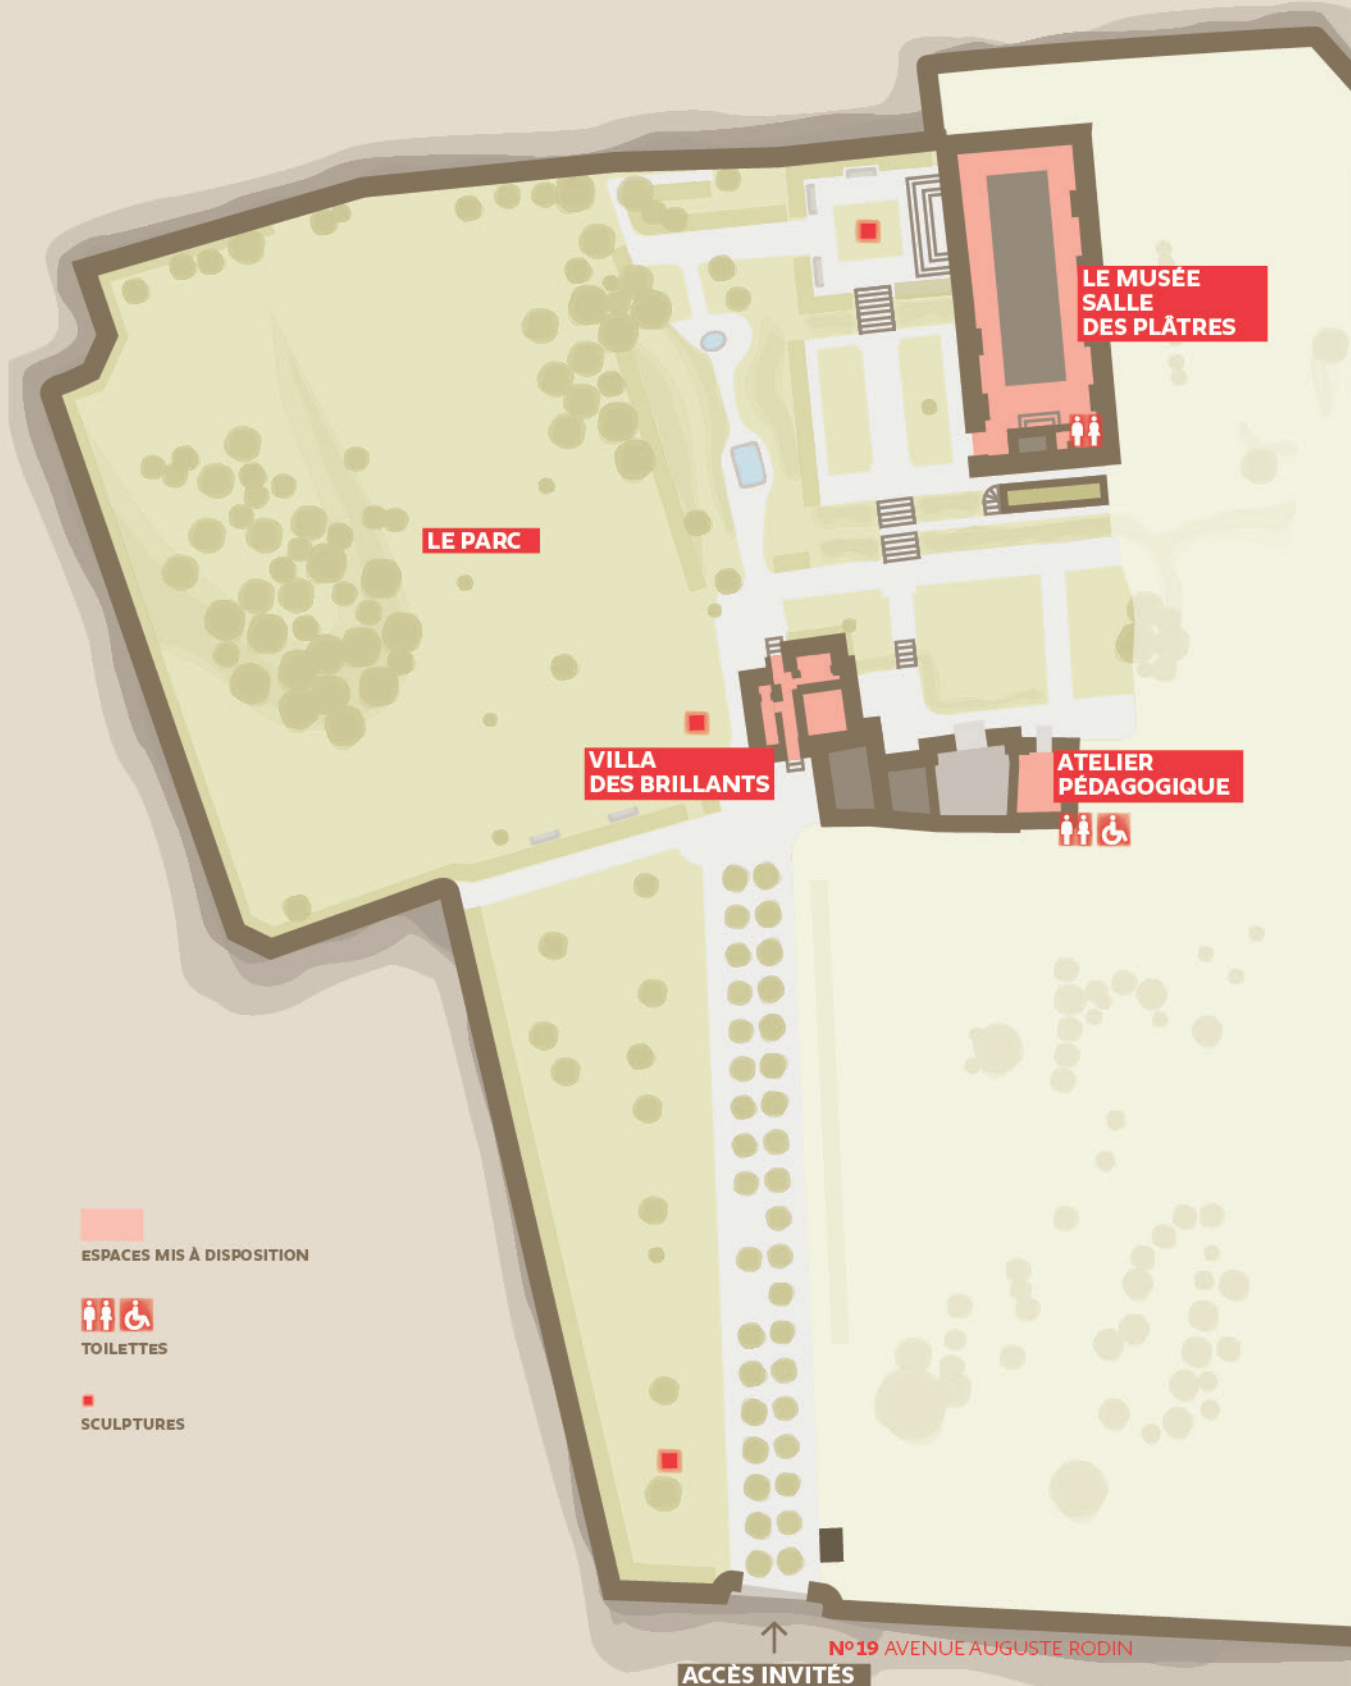 LE MUSÉE
SALLE
DES PLÂTRES
LE PARC
VILLA
DES BRILLANTS
ATELIER
PÉDAGOGIQUE
ESPACES MIS À DISPOSITION
TOILETTES
SCULPTURES
Nº19 AVENUE AUGUSTE RODIN
ACCÈS INVITÉS